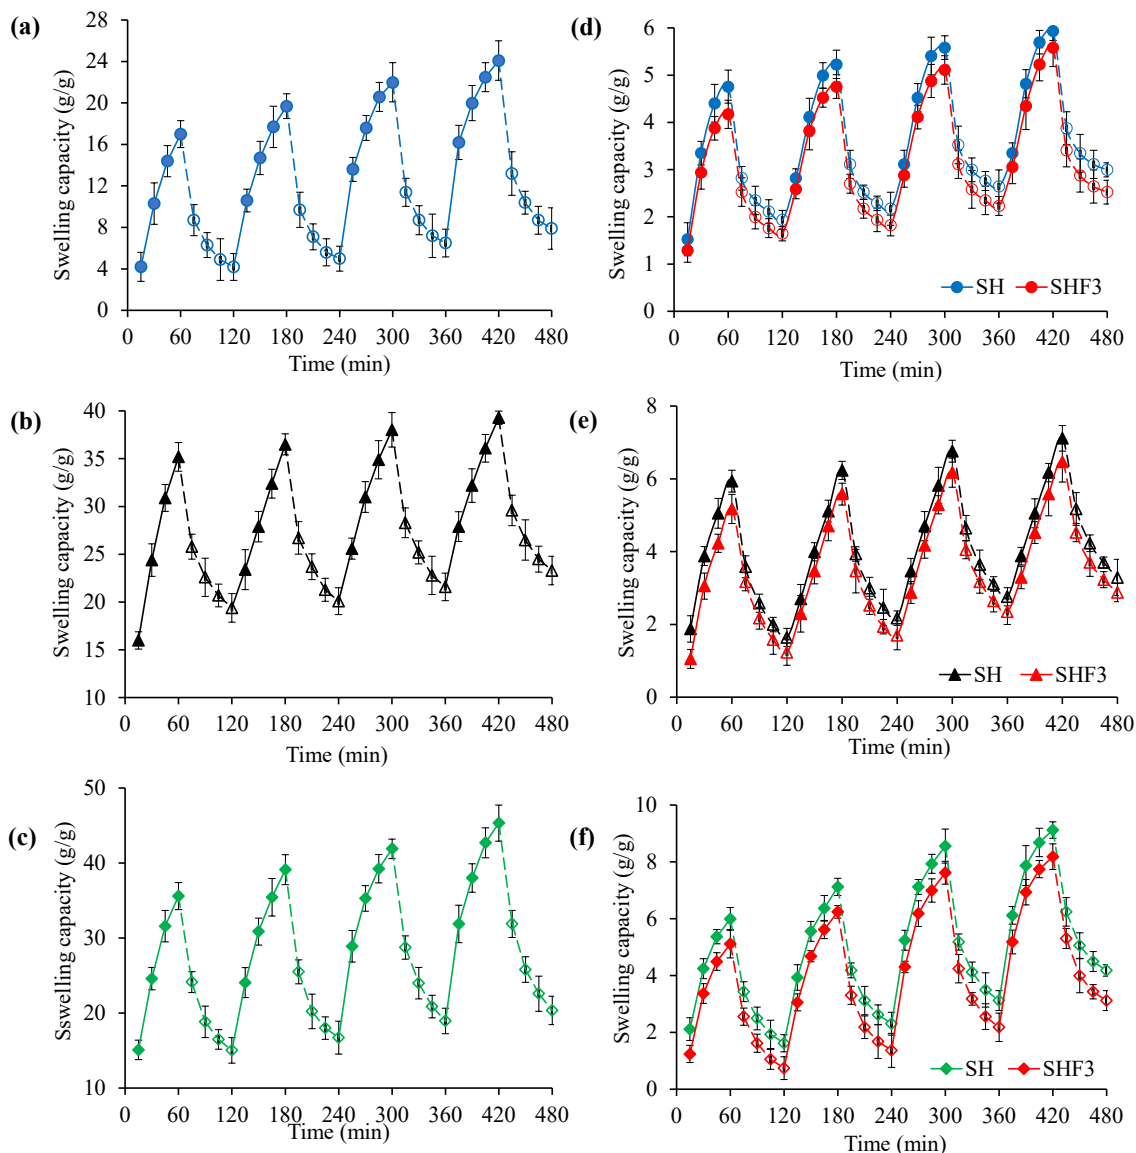 (a)
Swelling capacity (g/g)
28
24
20
16
12
8
4
0
0 60 120 180 240 300 360 420 480
Time (min)
(d)
Swelling capacity (g/g)
6
5
4
3
2
1
0
SH SHF3
0 60 120 180 240 300 360 420 480
Time (min)
(b)
Swelling capacity (g/g)
40
35
30
25
20
15
10
0 60 120 180 240 300 360 420 480
Time (min)
(e)
Swelling capacity (g/g)
8
6
4
2
0
SH SHF3
0 60 120 180 240 300 360 420 480
Time (min)
(c)
Sswelling capacity (g/g)
50
40
30
20
10
0 60 120 180 240 300 360 420 480
Time (min)
(f)
Swelling capacity (g/g)
10
8
6
4
2
0
SH SHF3
0 60 120 180 240 300 360 420 480
Time (min)